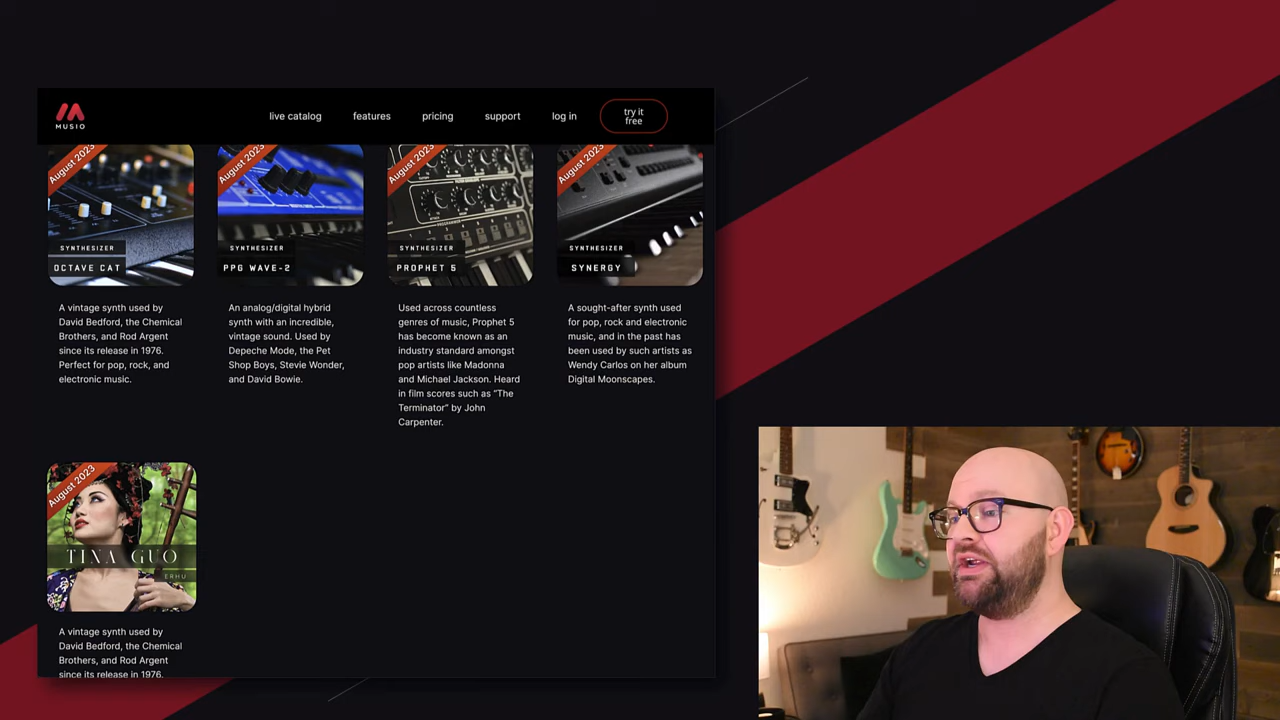 MUSIO
live catalog
features
pricing
support
log in
try it
free
August 2023
SYNTHESIZER
OCTAVE CAT
August 2023
SYNTHESIZER
PPG WAVE-2
August 2023
SYNTHESIZER
PROPHET 5
August 2023
SYNTHESIZER
SYNERGY
A vintage synth used by
David Bedford, the Chemical
Brothers, and Rod Argent
since its release in 1976.
Perfect for pop, rock, and
electronic music.
An analog/digital hybrid
synth with an incredible,
vintage sound. Used by
Depeche Mode, the Pet
Shop Boys, Stevie Wonder,
and David Bowie.
Used across countless
genres of music, Prophet 5
has become known as an
industry standard amongst
pop artists like Madonna
and Michael Jackson. Heard
in film scores such as "The
Terminator" by John
Carpenter.
A sought-after synth used
for pop, rock and electronic
music, and in the past has
been used by such artists as
Wendy Carlos on her album
Digital Moonscapes.
August 2023
TINA GUO
ERHU
A vintage synth used by
David Bedford, the Chemical
Brothers, and Rod Argent
since its release in 1976.